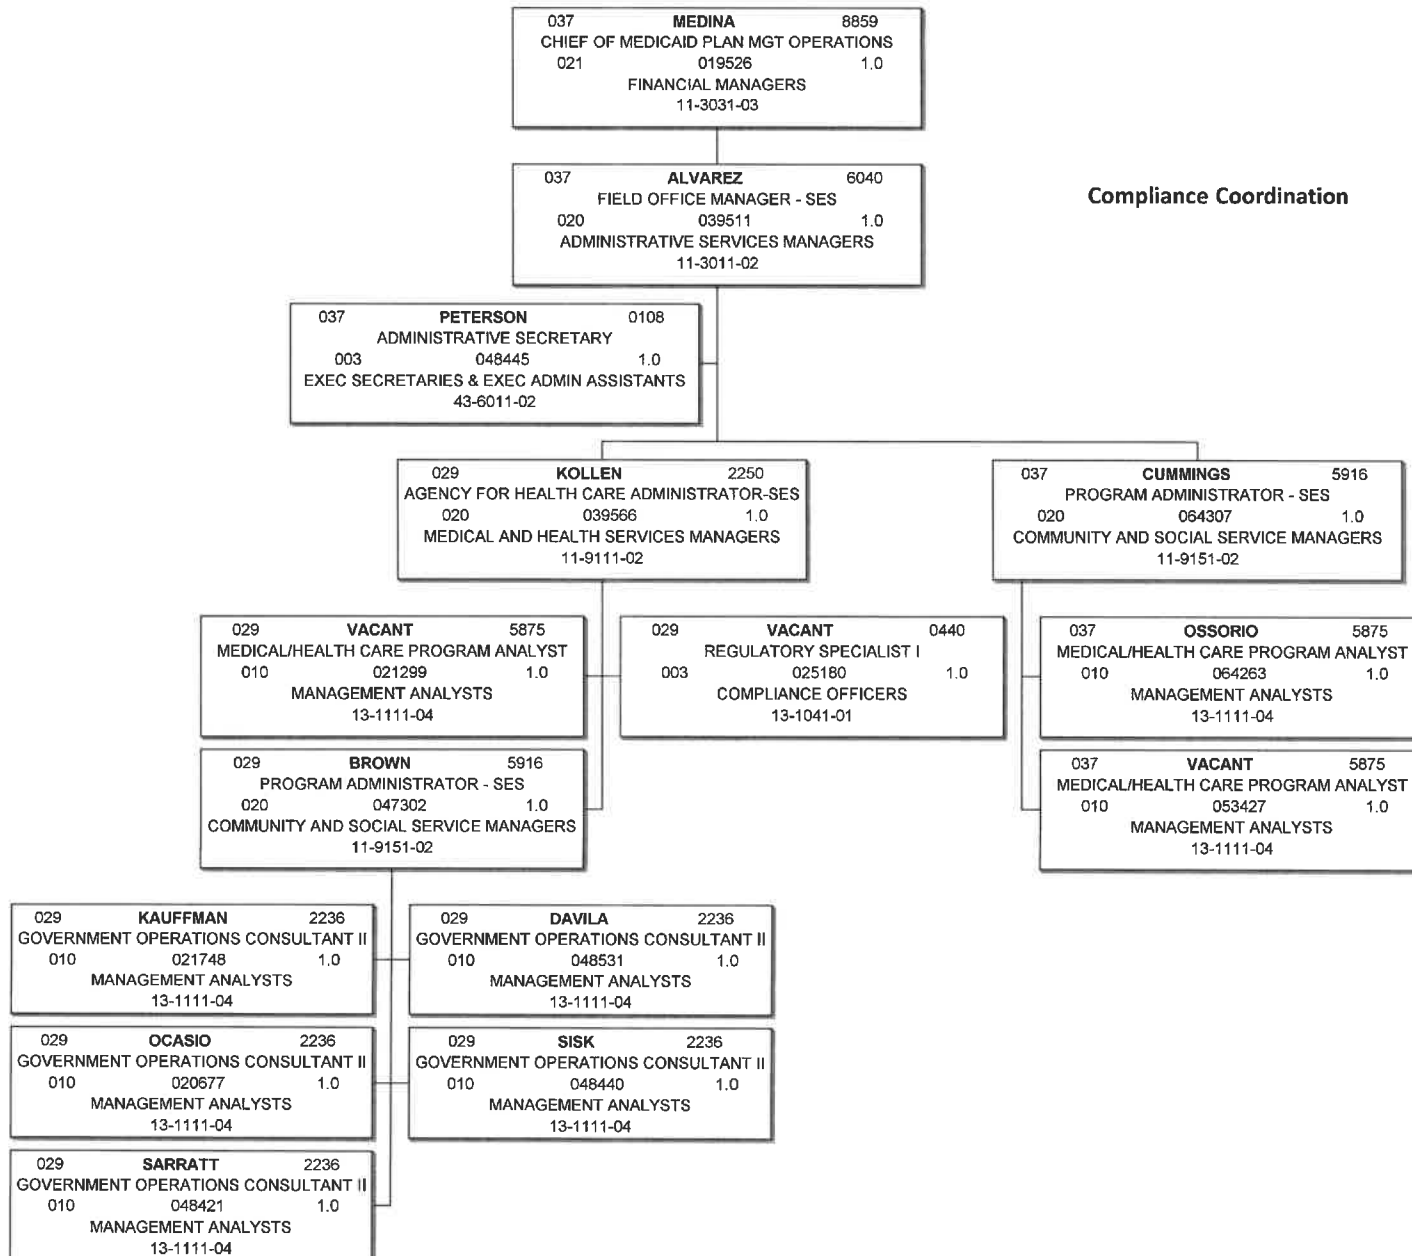 037 MEDINA 8859
CHIEF OF MEDICAID PLAN MGT OPERATIONS
021 019526 1.0
FINANCIAL MANAGERS
11-3031-03
037 ALVAREZ 6040
FIELD OFFICE MANAGER - SES
020 039511 1.0
ADMINISTRATIVE SERVICES MANAGERS
11-3011-02
Compliance Coordination
037 PETERSON 0108
ADMINISTRATIVE SECRETARY
003 048445 1.0
EXEC SECRETARIES & EXEC ADMIN ASSISTANTS
43-6011-02
029 KOLLEN 2250
AGENCY FOR HEALTH CARE ADMINISTRATOR-SES
020 039566 1.0
MEDICAL AND HEALTH SERVICES MANAGERS
11-9111-02
037 CUMMINGS 5916
PROGRAM ADMINISTRATOR - SES
020 064307 1.0
COMMUNITY AND SOCIAL SERVICE MANAGERS
11-9151-02
029 VACANT 5875
MEDICAL/HEALTH CARE PROGRAM ANALYST
010 021299 1.0
MANAGEMENT ANALYSTS
13-1111-04
029 VACANT 0440
REGULATORY SPECIALIST I
003 025180 1.0
COMPLIANCE OFFICERS
13-1041-01
037 OSSORIO 5875
MEDICAL/HEALTH CARE PROGRAM ANALYST
010 064263 1.0
MANAGEMENT ANALYSTS
13-1111-04
029 BROWN 5916
PROGRAM ADMINISTRATOR - SES
020 047302 1.0
COMMUNITY AND SOCIAL SERVICE MANAGERS
11-9151-02
037 VACANT 5875
MEDICAL/HEALTH CARE PROGRAM ANALYST
010 053427 1.0
MANAGEMENT ANALYSTS
13-1111-04
029 KAUFFMAN 2236
GOVERNMENT OPERATIONS CONSULTANT II
010 021748 1.0
MANAGEMENT ANALYSTS
13-1111-04
029 DAVILA 2236
GOVERNMENT OPERATIONS CONSULTANT II
010 048531 1.0
MANAGEMENT ANALYSTS
13-1111-04
029 OCASIO 2236
GOVERNMENT OPERATIONS CONSULTANT II
010 020677 1.0
MANAGEMENT ANALYSTS
13-1111-04
029 SISK 2236
GOVERNMENT OPERATIONS CONSULTANT II
010 048440 1.0
MANAGEMENT ANALYSTS
13-1111-04
029 SARRATT 2236
GOVERNMENT OPERATIONS CONSULTANT II
010 048421 1.0
MANAGEMENT ANALYSTS
13-1111-04